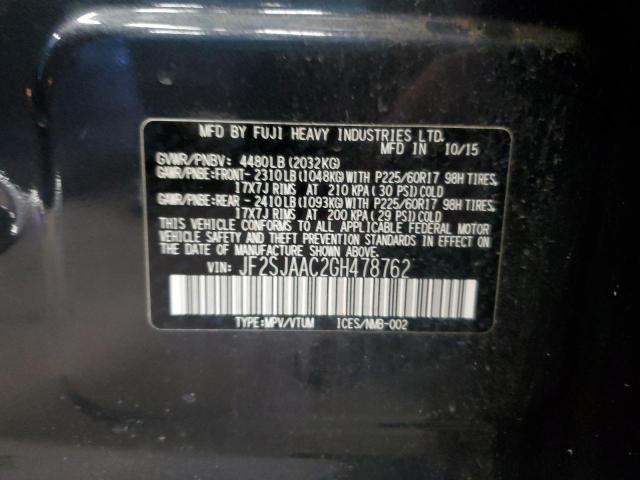 MFD BY FUJI HEAVY INDUSTRIES LTD.
MFD IN 10/15
GVWR/PNBV: 4480LB (2032KG)
GAWR/PNBE:FRONT- 2310LB (1048KG) WITH P225/60R17 98H TIRES,
17X7J RIMS AT 210 KPA (30 PSI) COLD
GAWR/PNBE:REAR - 2410LB (1093KG) WITH P225/60R17 98H TIRES,
17X7J RIMS AT 200 KPA (29 PSI) COLD
THIS VEHICLE CONFORMS TO ALL APPLICABLE FEDERAL MOTOR
VEHICLE SAFETY AND THEFT PREVENTION STANDARDS IN EFFECT ON
THE DATE OF MANUFACTURE SHOWN ABOVE.
VIN: JF2SJAAC2GH478762
TYPE:MPV/VTUM ICES/NMB-002